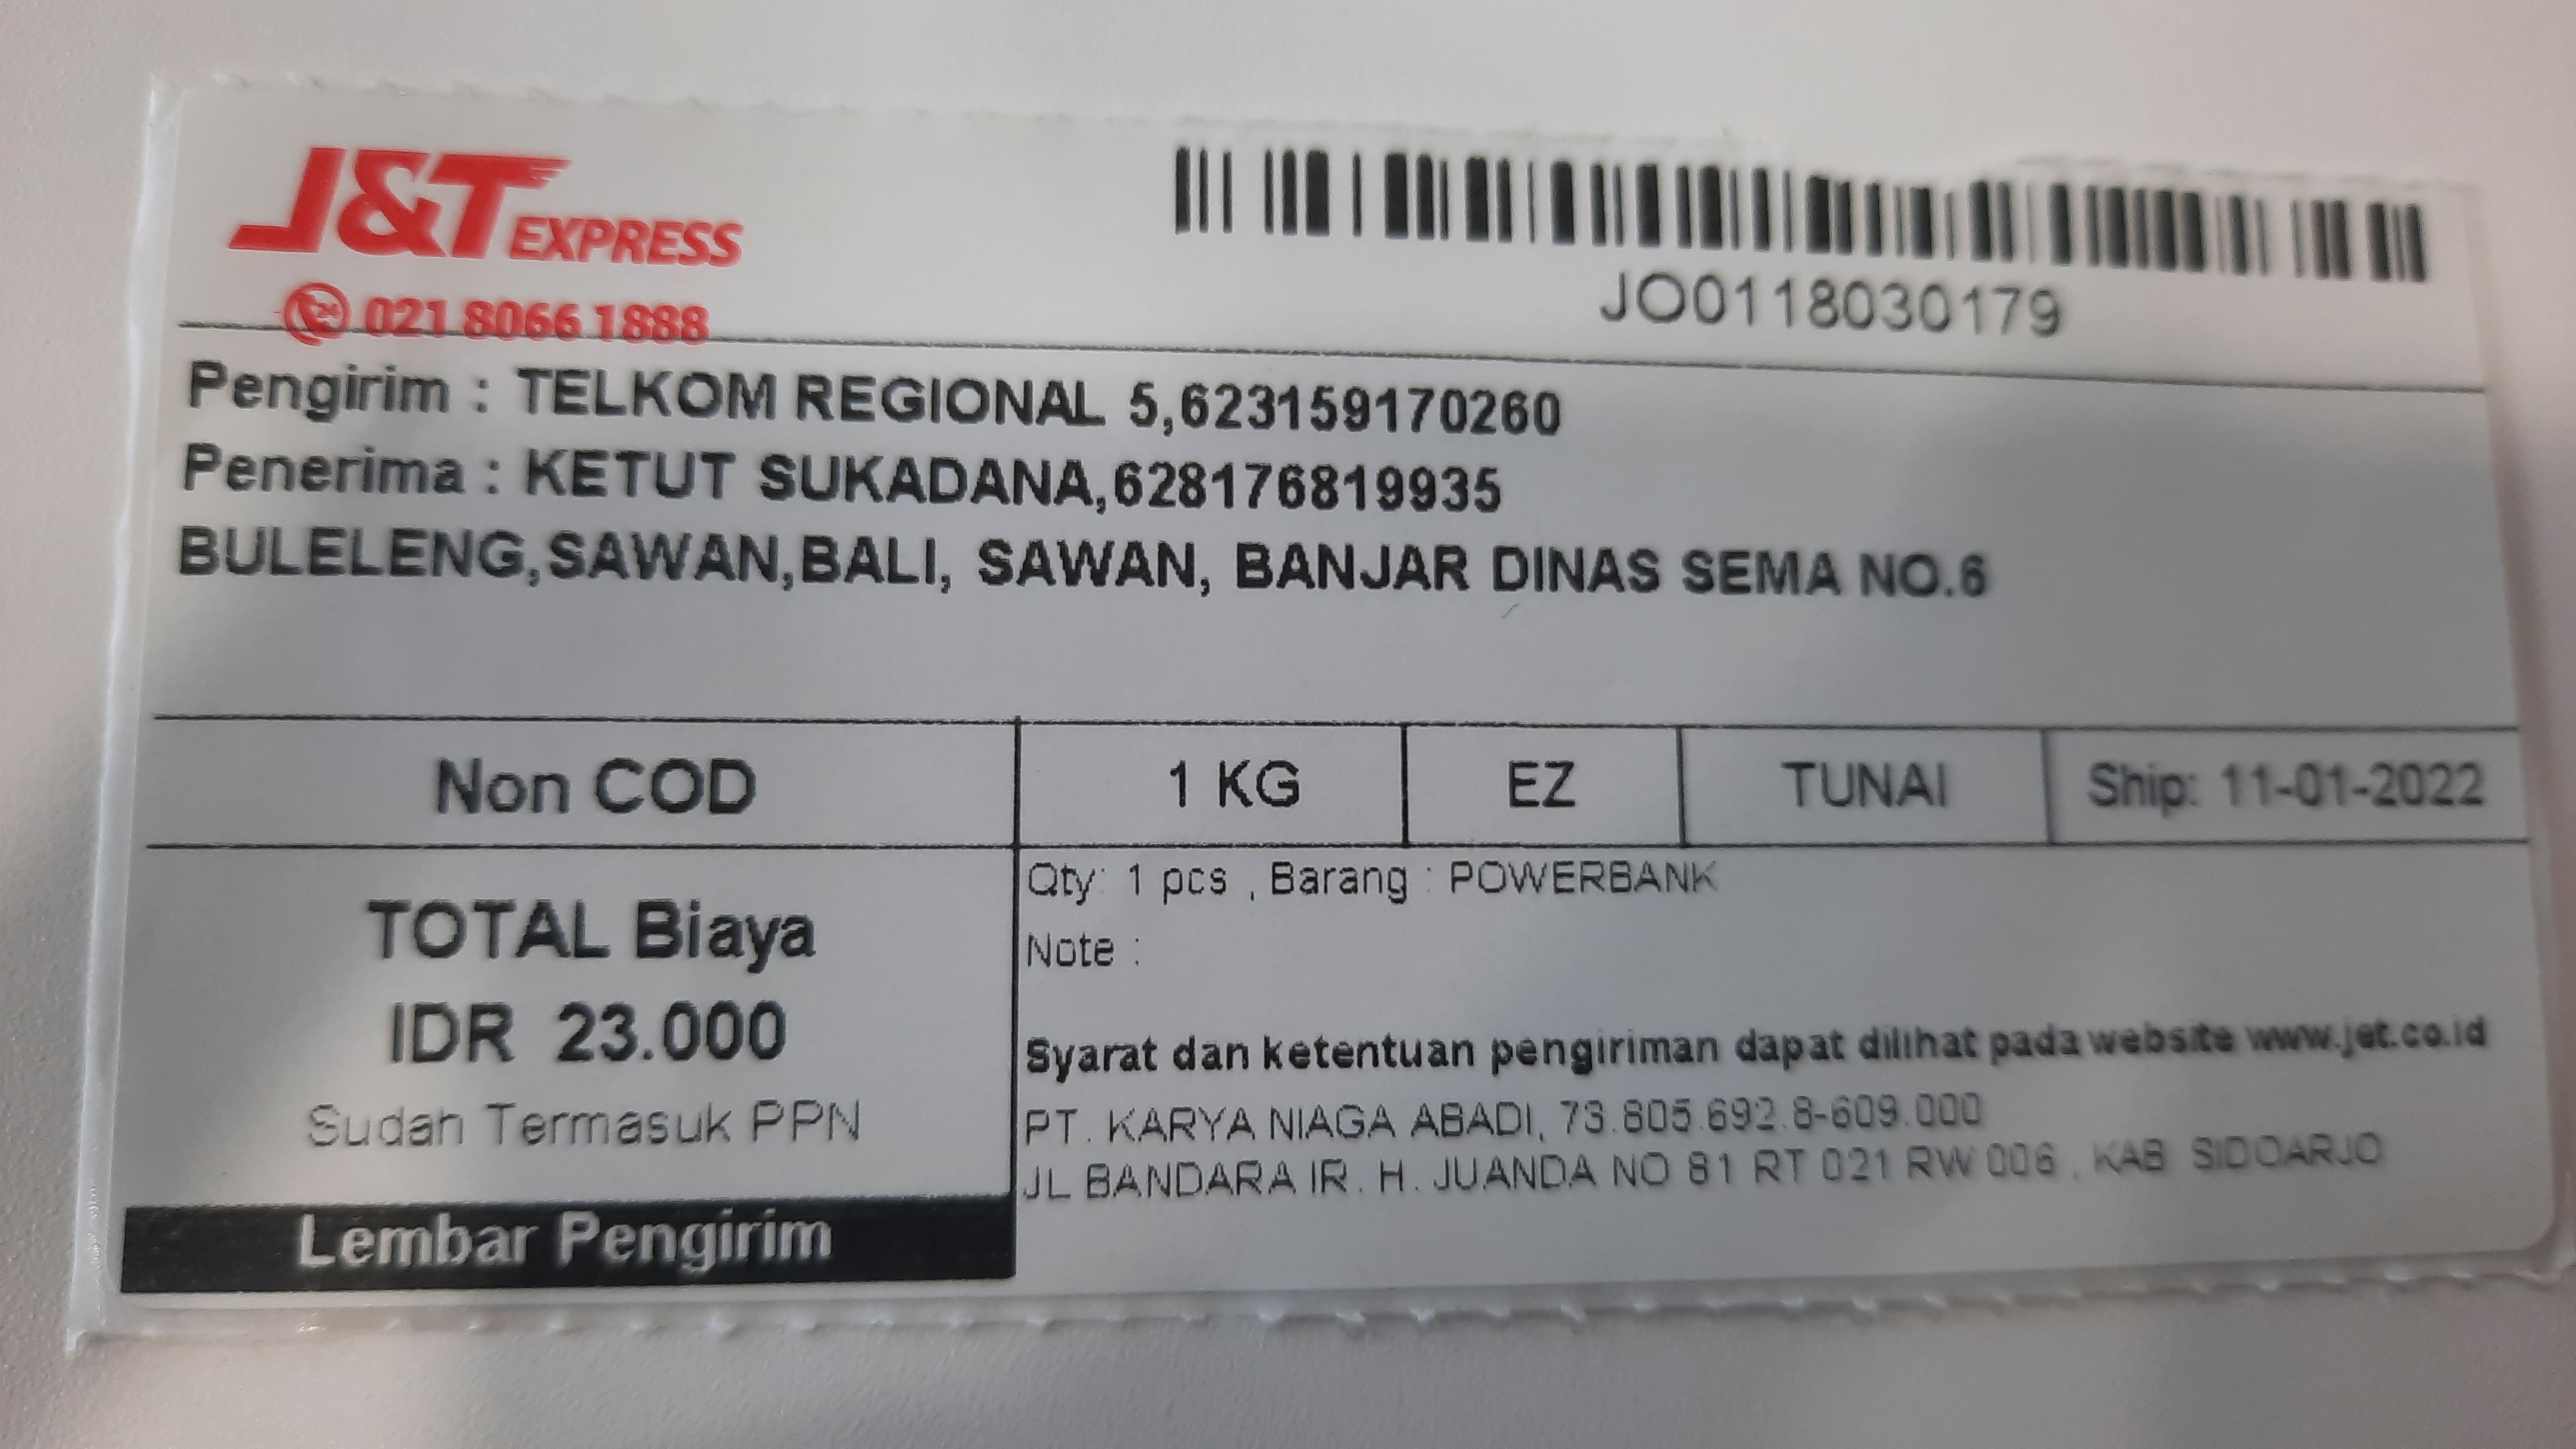 J&T EXPRESS
021 8066 1888
JO0118030179
Pengirim : TELKOM REGIONAL 5,623159170260
Penerima : KETUT SUKADANA,628176819935
BULELENG,SAWAN,BALI, SAWAN, BANJAR DINAS SEMA NO.6
Non COD
1 KG
EZ
TUNAI
Ship: 11-01-2022
TOTAL Biaya
IDR 23.000
Sudah Termasuk PPN
Lembar Pengirim
Qty: 1 pcs , Barang : POWERBANK
Note :
Syarat dan ketentuan pengiriman dapat dilihat pada website www.jet.co.id
PT. KARYA NIAGA ABADI, 73.805.692.8-609.000
JL BANDARA IR. H. JUANDA NO 81 RT 021 RW 006 , KAB SIDOARJO